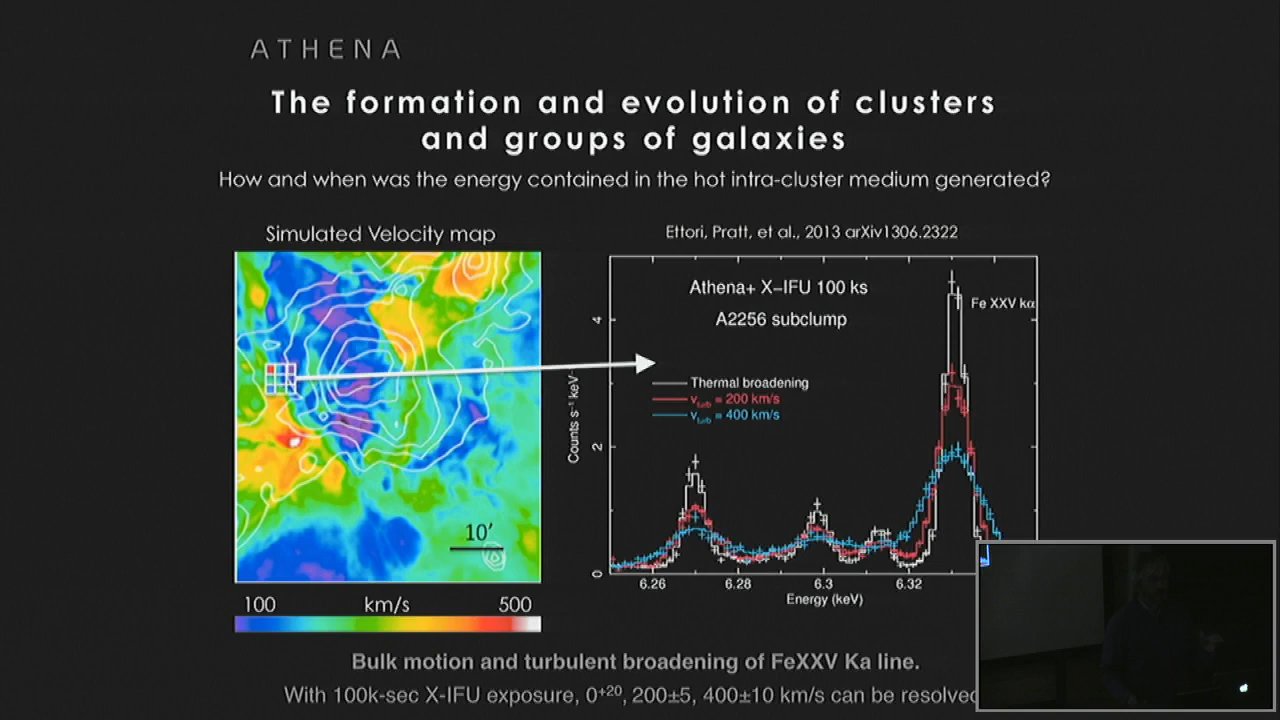 ATHENA
The formation and evolution of clusters
and groups of galaxies
How and when was the energy contained in the hot intra-cluster medium generated?
Simulated Velocity map
10′
100 km/s 500
Ettori, Pratt, et al., 2013 arXiv1306.2322
Athena+ X-IFU 100 ks
A2256 subclump
Fe XXV kα
Thermal broadening
v_turb = 200 km/s
v_turb = 400 km/s
Counts s⁻¹ keV⁻
4
2
0
6.26 6.28 6.3 6.32
Energy (keV)
Bulk motion and turbulent broadening of FeXXV Ka line.
With 100k-sec X-IFU exposure, 0⁺²⁰, 200±5, 400±10 km/s can be resolved